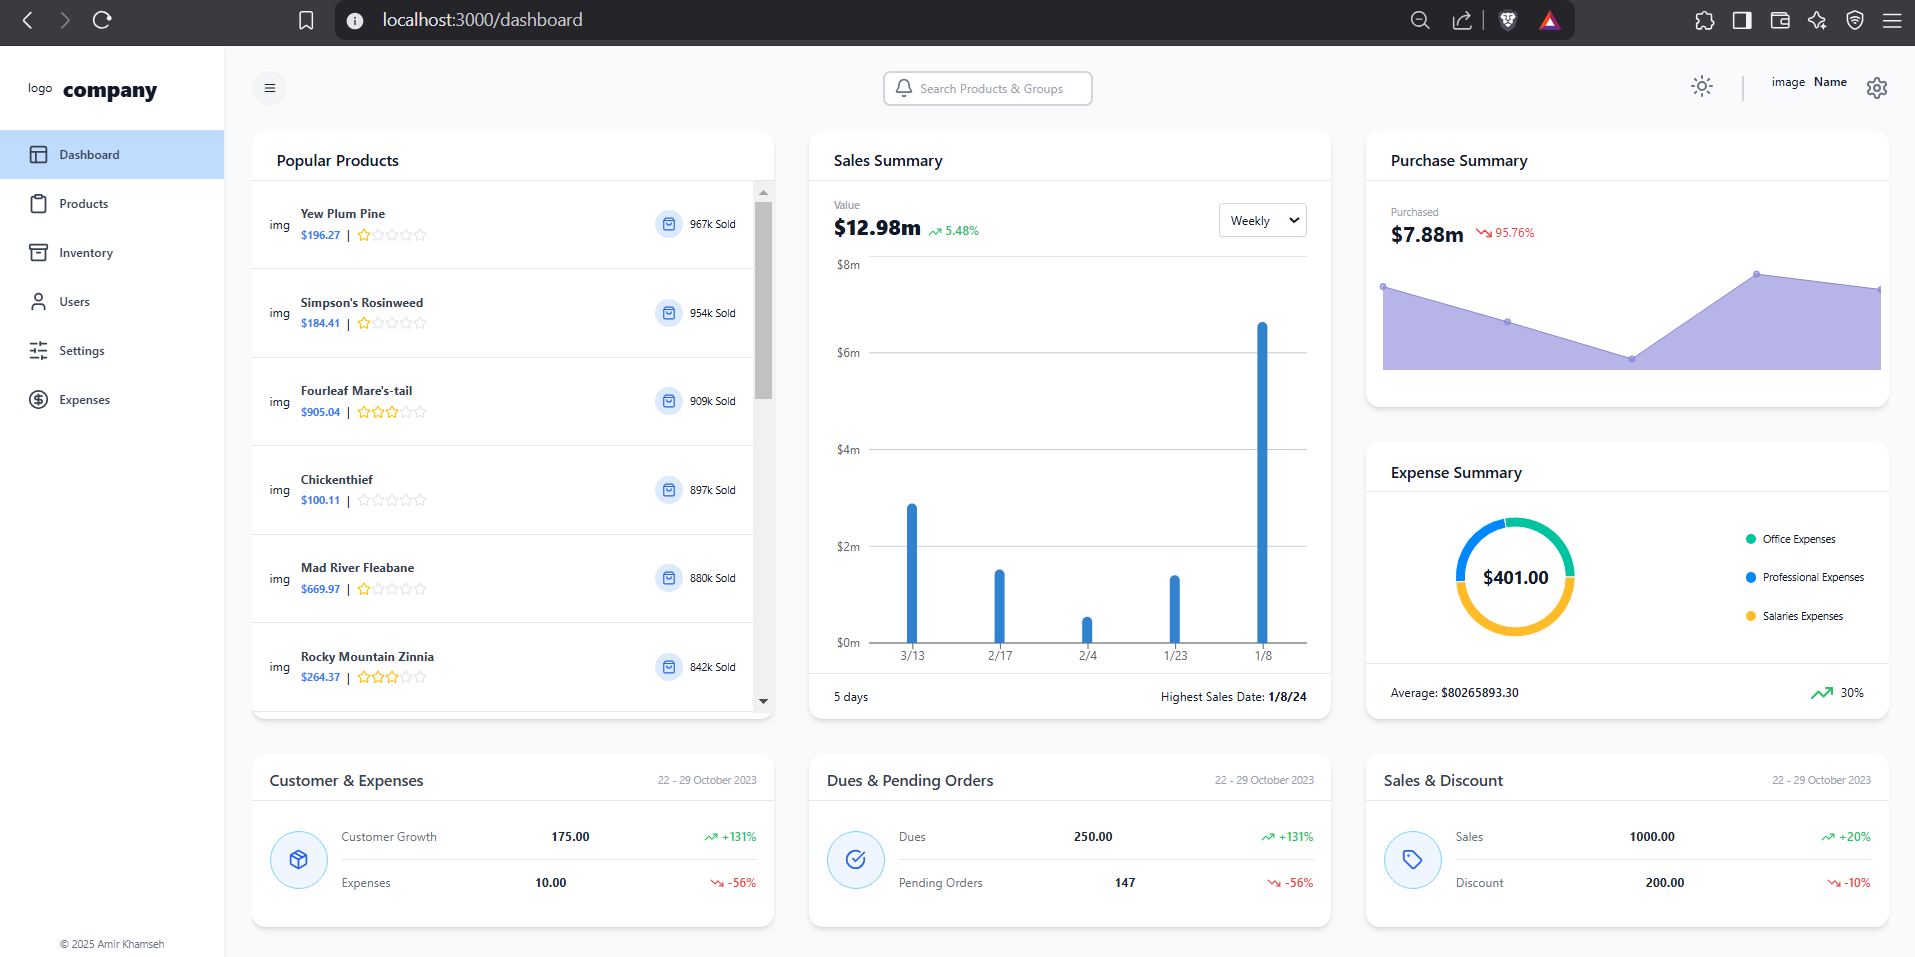 localhost:3000/dashboard
logo company
Search Products & Groups
image Name
Dashboard
Products
Inventory
Users
Settings
Expenses
© 2025 Amir Khamseh
Popular Products
img
Yew Plum Pine
$196.27 |
967k Sold
img
Simpson's Rosinweed
$184.41 |
954k Sold
img
Fourleaf Mare's-tail
$905.04 |
909k Sold
img
Chickenthief
$100.11 |
897k Sold
img
Mad River Fleabane
$669.97 |
880k Sold
img
Rocky Mountain Zinnia
$264.37 |
842k Sold
Sales Summary
Value
$12.98m 5.48%
Weekly
$8m
$6m
$4m
$2m
$0m
3/13 2/17 2/4 1/23 1/8
5 days
Highest Sales Date: 1/8/24
Purchase Summary
Purchased
$7.88m 95.76%
Expense Summary
$401.00
Office Expenses
Professional Expenses
Salaries Expenses
Average: $80265893.30
30%
Customer & Expenses
22 - 29 October 2023
Customer Growth 175.00 +131%
Expenses 10.00 -56%
Dues & Pending Orders
22 - 29 October 2023
Dues 250.00 +131%
Pending Orders 147 -56%
Sales & Discount
22 - 29 October 2023
Sales 1000.00 +20%
Discount 200.00 -10%